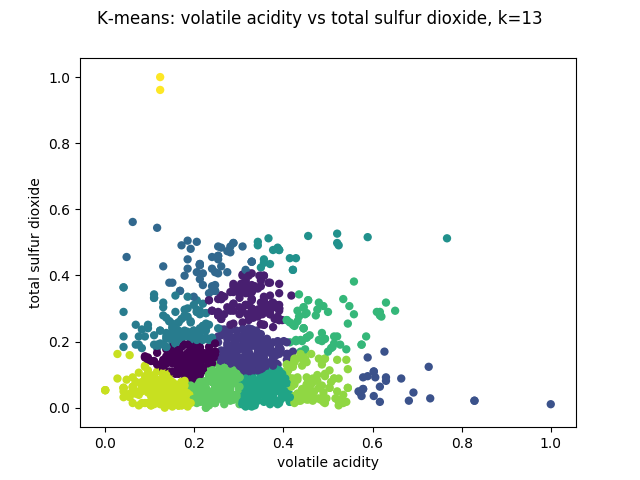 K-means: volatile acidity vs total sulfur dioxide, k=13
total sulfur dioxide
1.0
0.8
0.6
0.4
0.2
0.0
0.0 0.2 0.4 0.6 0.8 1.0
volatile acidity